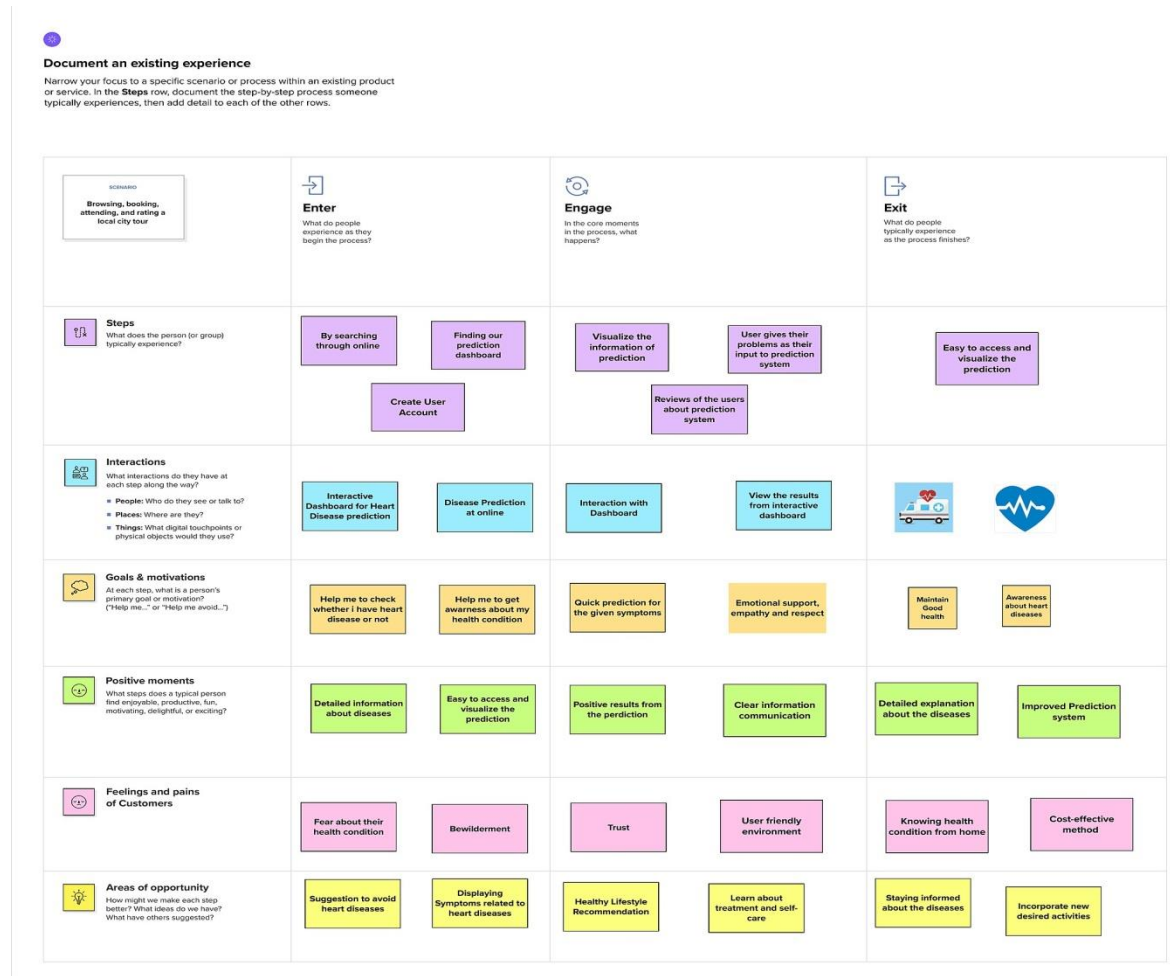 Document an existing experience
Narrow your focus to a specific scenario or process within an existing product
or service. In the Steps row, document the step-by-step process someone
typically experiences, then add detail to each of the other rows.
SCENARIO
Browsing, booking,
attending, and rating a
local city tour
Enter
What do people
experience as they
begin the process?
Engage
In the core moments
in the process, what
happens?
Exit
What do people
typically experience
as the process finishes?
Steps
What does the person (or group)
typically experience?
By searching
through online
Finding our
prediction
dashboard
Create User
Account
Visualize the
information of
prediction
User gives their
problems as their
input to prediction
system
Reviews of the users
about prediction
system
Easy to access and
visualize the
prediction
Interactions
What interactions do they have at
each step along the way?
People: Who do they see or talk to?
Places: Where are they?
Things: What digital touchpoints or
physical objects would they use?
Interactive
Dashboard for Heart
Disease prediction
Disease Prediction
at online
Interaction with
Dashboard
View the results
from interactive
dashboard
Goals & motivations
At each step, what is a person's
primary goal or motivation?
("Help me..." or "Help me avoid...")
Help me to check
whether i have heart
disease or not
Help me to get
awarness about my
health condition
Quick prediction for
the given symptoms
Emotional support,
empathy and respect
Maintain
Good
health
Awareness
about heart
diseases
Positive moments
What steps does a typical person
find enjoyable, productive, fun,
motivating, delightful, or exciting?
Detailed information
about diseases
Easy to access and
visualize the
prediction
Positive results from
the perdiction
Clear information
communication
Detailed explanation
about the diseases
Improved Prediction
system
Feelings and pains
of Customers
Fear about their
health condition
Bewilderment
Trust
User friendly
environment
Knowing health
condition from home
Cost-effective
method
Areas of opportunity
How might we make each step
better? What ideas do we have?
What have others suggested?
Suggestion to avoid
heart diseases
Displaying
Symptoms related to
heart diseases
Healthy Lifestyle
Recommendation
Learn about
treatment and self-
care
Staying informed
about the diseases
Incorporate new
desired activities